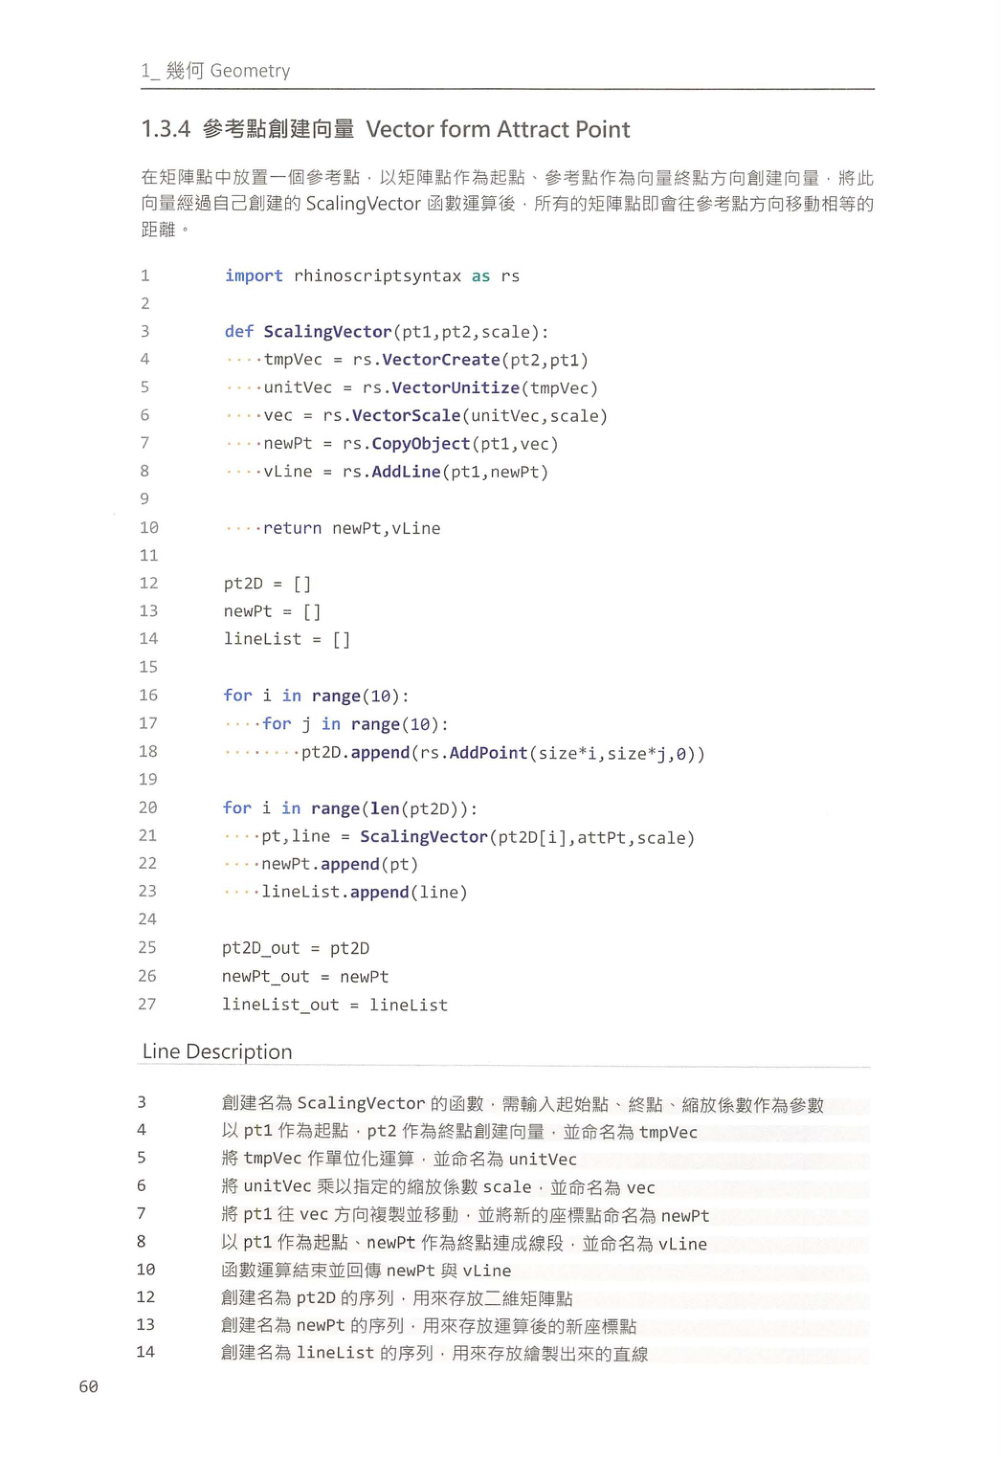 1_ 幾何 Geometry
1.3.4 參考點創建向量 Vector form Attract Point
在矩陣點中放置一個參考點，以矩陣點作為起點、參考點作為向量終點方向創建向量，將此
向量經過自己創建的 ScalingVector 函數運算後，所有的矩陣點即會往參考點方向移動相等的
距離。
1 import rhinoscriptsyntax as rs
2
3 def ScalingVector(pt1,pt2,scale):
4 ····tmpVec = rs.VectorCreate(pt2,pt1)
5 ····unitVec = rs.VectorUnitize(tmpVec)
6 ····vec = rs.VectorScale(unitVec,scale)
7 ····newPt = rs.CopyObject(pt1,vec)
8 ····vLine = rs.AddLine(pt1,newPt)
9
10 ····return newPt,vLine
11
12 pt2D = []
13 newPt = []
14 lineList = []
15
16 for i in range(10):
17 ····for j in range(10):
18 ········pt2D.append(rs.AddPoint(size*i,size*j,0))
19
20 for i in range(len(pt2D)):
21 ····pt,line = ScalingVector(pt2D[i],attPt,scale)
22 ····newPt.append(pt)
23 ····lineList.append(line)
24
25 pt2D_out = pt2D
26 newPt_out = newPt
27 lineList_out = lineList
Line Description
3 創建名為 ScalingVector 的函數，需輸入起始點、終點、縮放係數作為參數
4 以 pt1 作為起點，pt2 作為終點創建向量，並命名為 tmpVec
5 將 tmpVec 作單位化運算，並命名為 unitVec
6 將 unitVec 乘以指定的縮放係數 scale，並命名為 vec
7 將 pt1 往 vec 方向複製並移動，並將新的座標點命名為 newPt
8 以 pt1 作為起點、newPt 作為終點連成線段，並命名為 vLine
10 函數運算結束並回傳 newPt 與 vLine
12 創建名為 pt2D 的序列，用來存放二維矩陣點
13 創建名為 newPt 的序列，用來存放運算後的新座標點
14 創建名為 lineList 的序列，用來存放繪製出來的直線
60